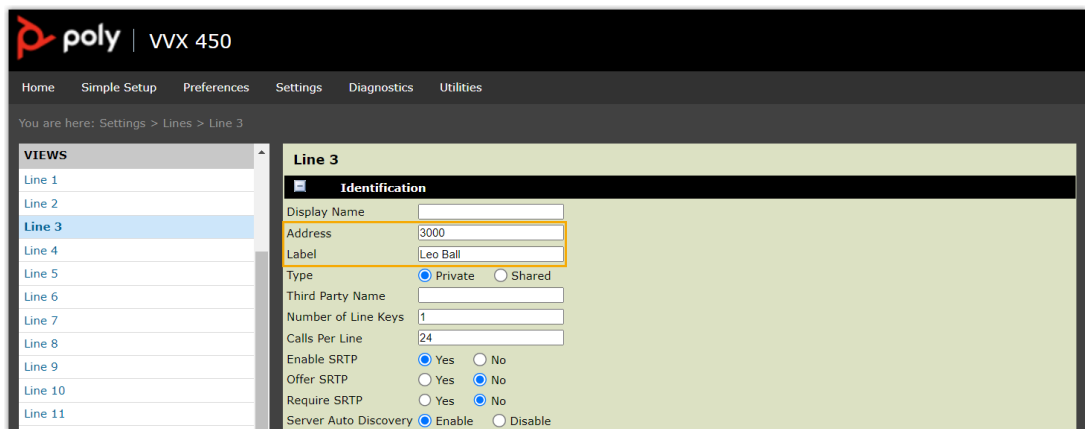 poly | VVX 450
Home Simple Setup Preferences Settings Diagnostics Utilities
You are here: Settings > Lines > Line 3
VIEWS
Line 1
Line 2
Line 3
Line 4
Line 5
Line 6
Line 7
Line 8
Line 9
Line 10
Line 11
Line 3
Identification
Display Name
Address 3000
Label Leo Ball
Type Private Shared
Third Party Name
Number of Line Keys 1
Calls Per Line 24
Enable SRTP Yes No
Offer SRTP Yes No
Require SRTP Yes No
Server Auto Discovery Enable Disable